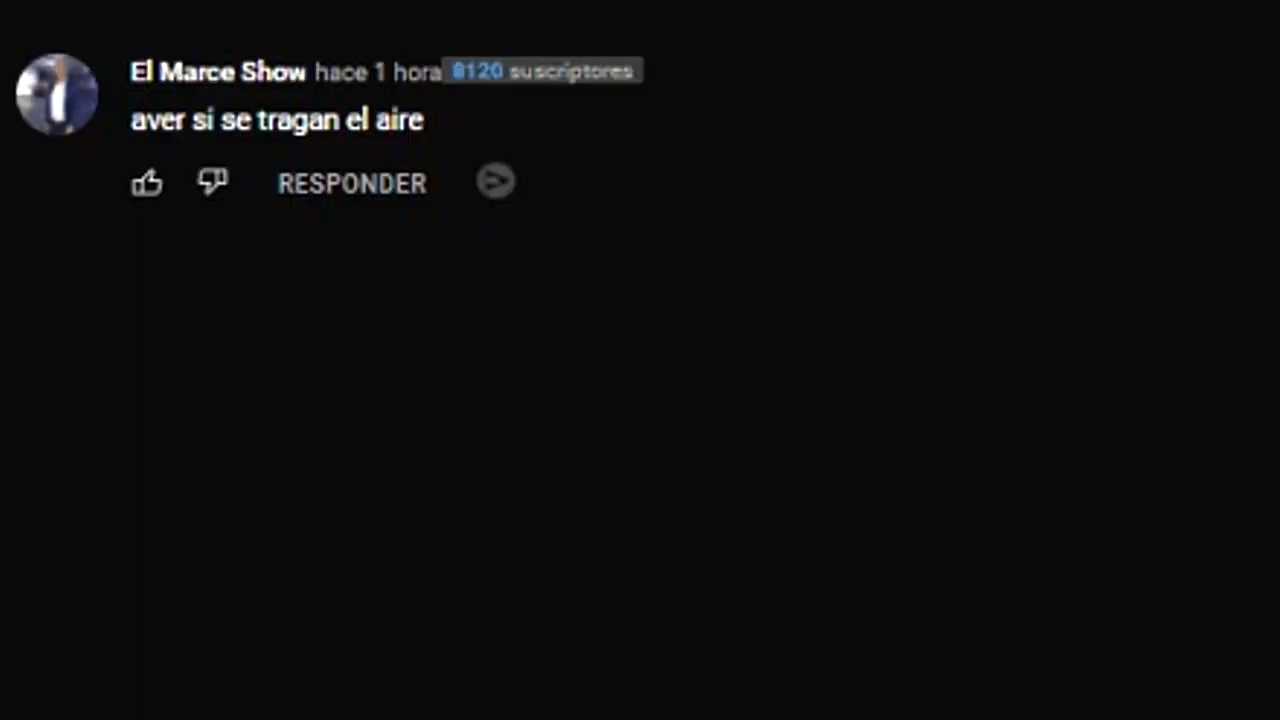 El Marce Show hace 1 hora 8120 suscriptores
aver si se tragan el aire
RESPONDER